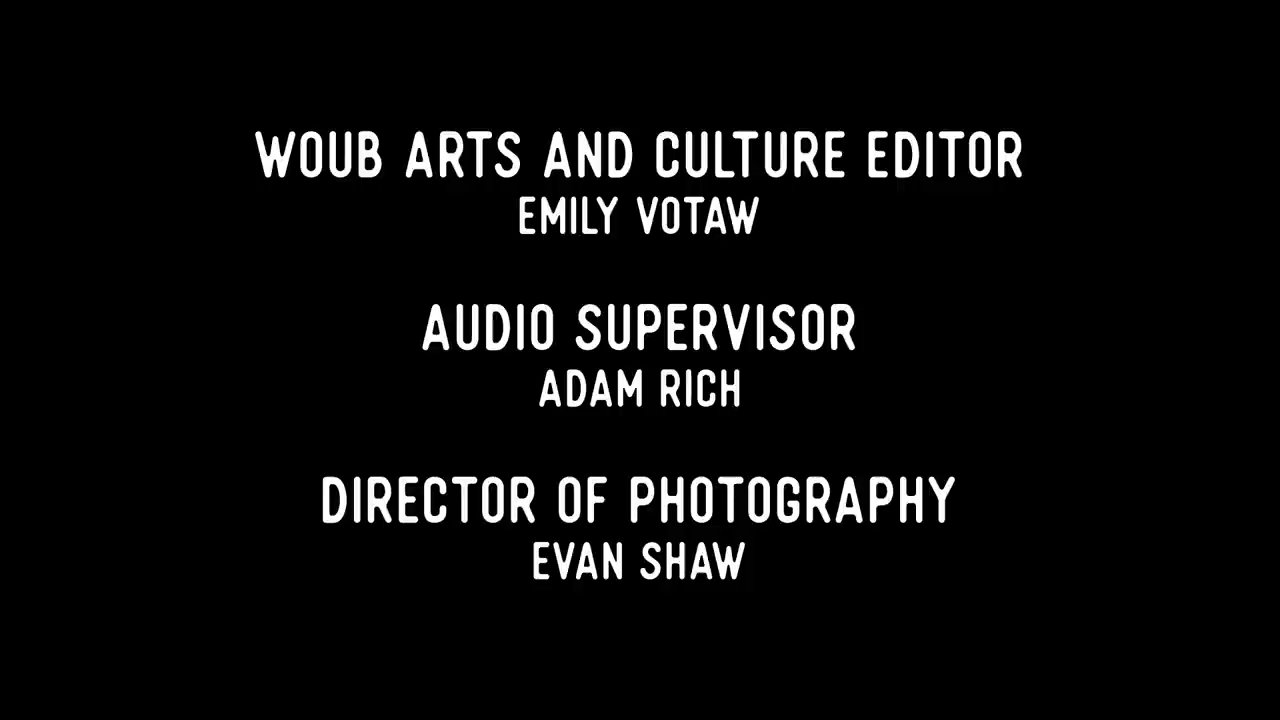 WOUB ARTS AND CULTURE EDITOR
EMILY VOTAW
AUDIO SUPERVISOR
ADAM RICH
DIRECTOR OF PHOTOGRAPHY
EVAN SHAW